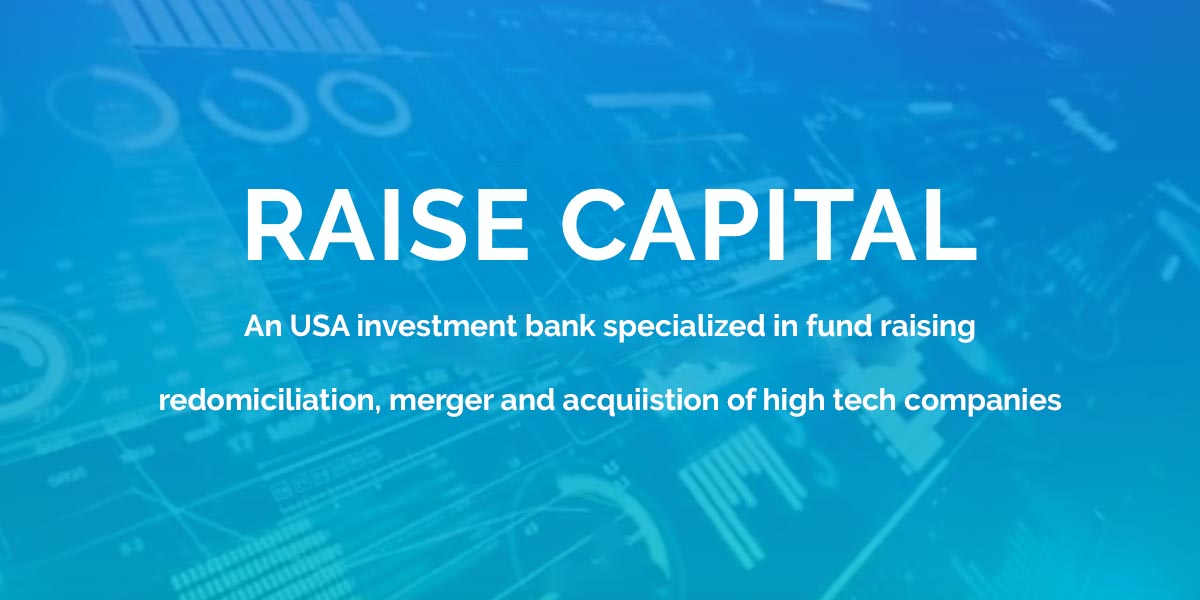 RAISE CAPITAL
An USA investment bank specialized in fund raising
redomiciliation, merger and acquiistion of high tech companies